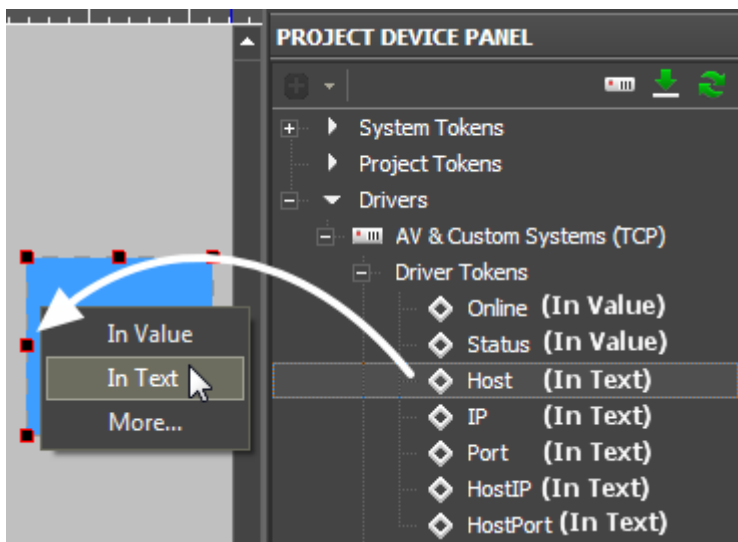 PROJECT DEVICE PANEL
System Tokens
Project Tokens
Drivers
AV & Custom Systems (TCP)
Driver Tokens
Online (In Value)
Status (In Value)
Host (In Text)
IP (In Text)
Port (In Text)
HostIP (In Text)
HostPort (In Text)
In Value
In Text
More...